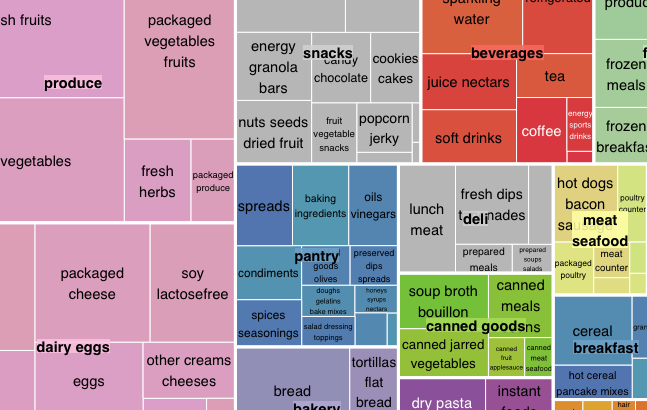 sh fruits
packaged
vegetables
fruits
produce
vegetables
fresh
herbs
packaged
produce
energy
granola
bars
snacks
candy
chocolate
cookies
cakes
nuts seeds
dried fruit
fruit
vegetable
snacks
popcorn
jerky
sparkling
water
refrigerated
beverages
juice nectars
tea
soft drinks
coffee
energy
sports
drinks
produc
f
frozen
meals
frozen
breakfas
packaged
cheese
soy
lactosefree
dairy eggs
eggs
other creams
cheeses
spreads
baking
ingredients
oils
vinegars
pantry
condiments
goods
olives
preserved
dips
spreads
doughs
gelatins
bake mixes
honeys
syrups
nectars
spices
seasonings
salad dressing
toppings
bread
bakery
tortillas
flat
bread
lunch
meat
fresh dips
nades
deli
prepared
meals
prepared
soups
salads
soup broth
bouillon
canned
meals
ns
canned goods
canned jarred
vegetables
canned
fruit
applesauce
canned
meat
seafood
dry pasta
instant
foods
hot dogs
bacon
sausage
poultry
counter
meat
seafood
packaged
poultry
meat
counter
cereal
gran
breakfast
hot cereal
pancake mixes
hair